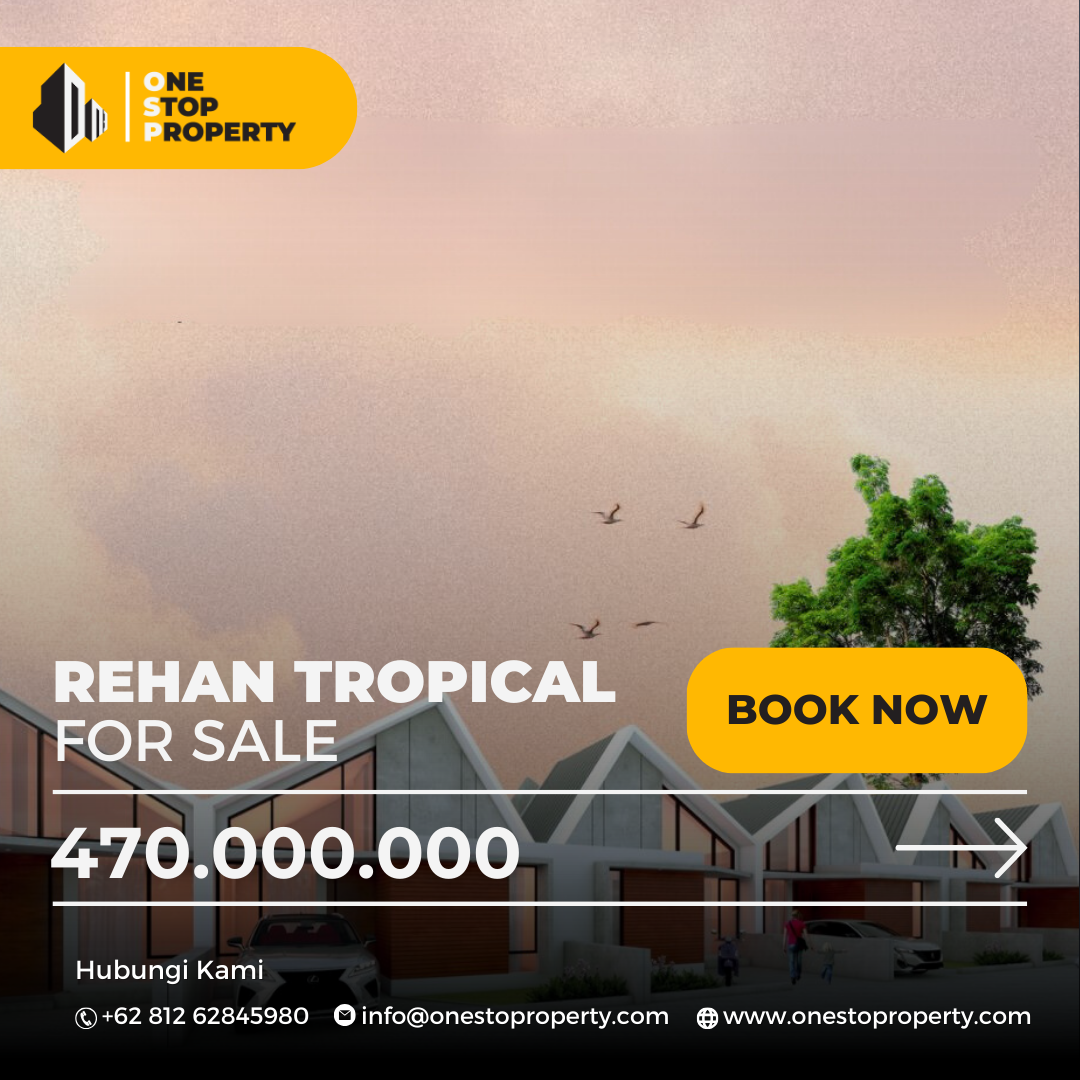 ONE
STOP
PROPERTY
REHAN TROPICAL
FOR SALE
BOOK NOW
470.000.000
Hubungi Kami
+62 812 62845980
info@onestoproperty.com
www.onestoproperty.com